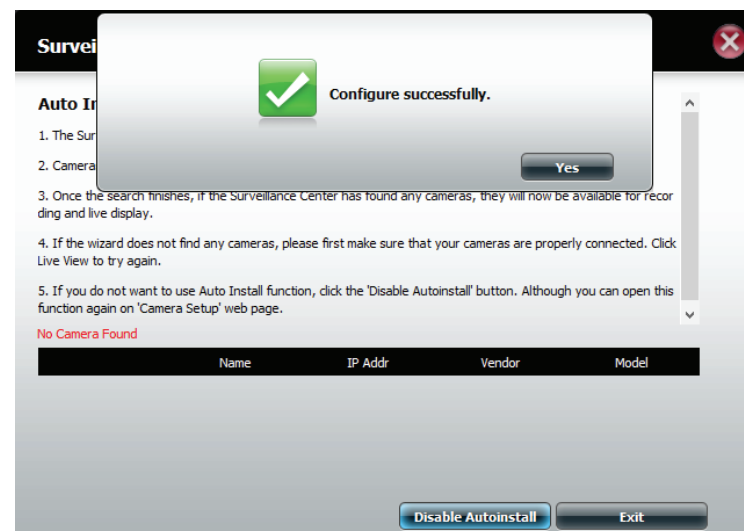 Survei
Configure successfully.
Yes
Auto In
1. The Sur
2. Camera
3. Once the search finishes, if the Surveillance Center has found any cameras, they will now be available for recor
ding and live display.
4. If the wizard does not find any cameras, please first make sure that your cameras are properly connected. Click
Live View to try again.
5. If you do not want to use Auto Install function, click the 'Disable Autoinstall' button. Although you can open this
function again on 'Camera Setup' web page.
No Camera Found
Name IP Addr Vendor Model
Disable Autoinstall Exit